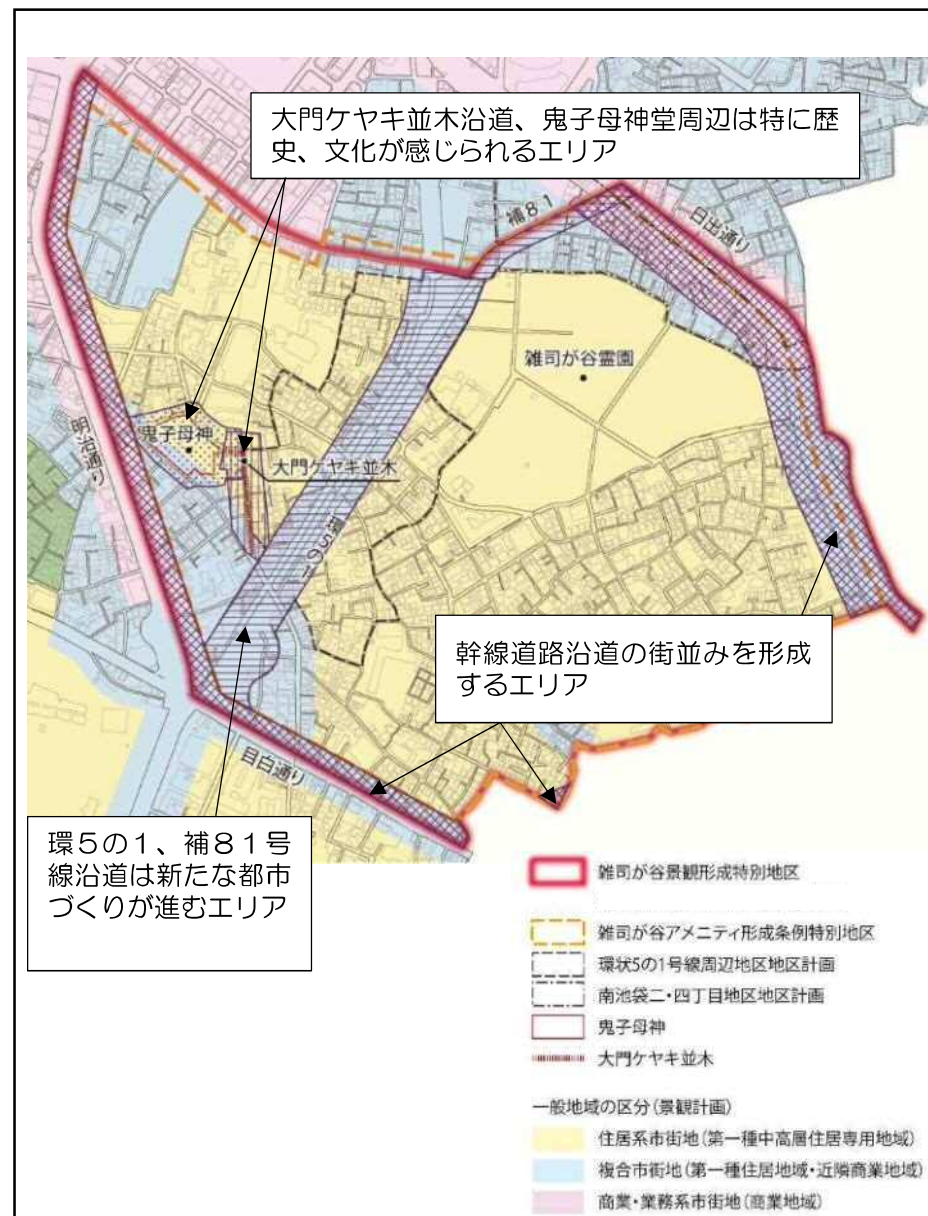 大門ケヤキ並木沿道、鬼子母神堂周辺は特に歴
史、文化が感じられるエリア
補81
日出通り
雑司が谷霊園
鬼子母神
大門ケヤキ並木
明治通り
環5の1
幹線道路沿道の街並みを形成
するエリア
目白通り
環5の1、補81号
線沿道は新たな都市
づくりが進むエリア
雑司が谷景観形成特別地区
雑司が谷アメニティ形成条例特別地区
環状5の1号線周辺地区地区計画
南池袋二・四丁目地区地区計画
鬼子母神
大門ケヤキ並木
一般地域の区分(景観計画)
住居系市街地(第一種中高層住居専用地域)
複合市街地(第一種住居地域・近隣商業地域)
商業・業務系市街地(商業地域)